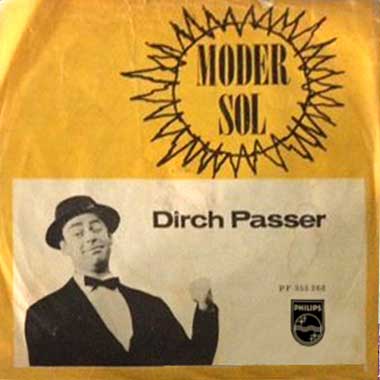 MODER
SOL
Dirch Passer
PHILIPS